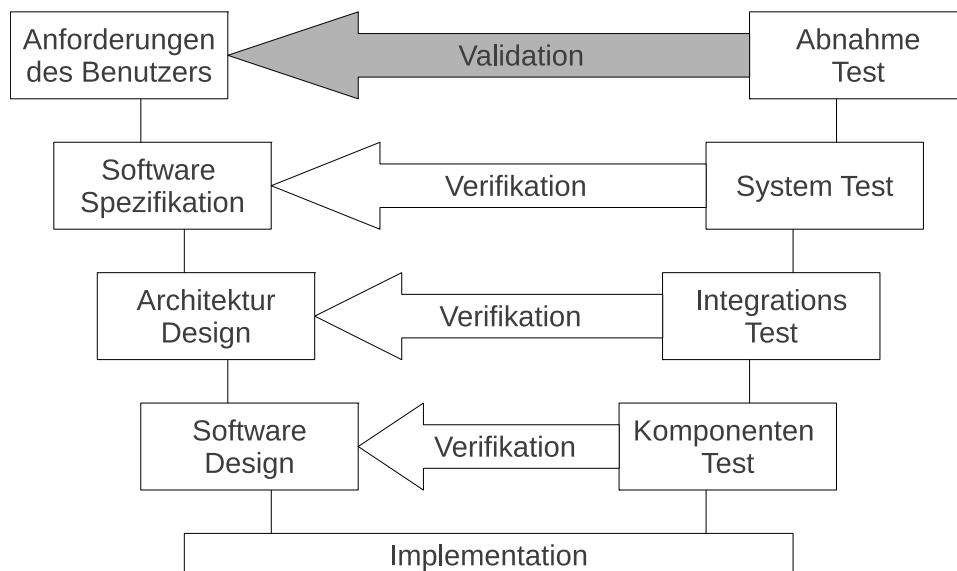 Anforderungen
des Benutzers
Validation
Abnahme
Test
Software
Spezifikation
Verifikation
System Test
Architektur
Design
Verifikation
Integrations
Test
Software
Design
Verifikation
Komponenten
Test
Implementation